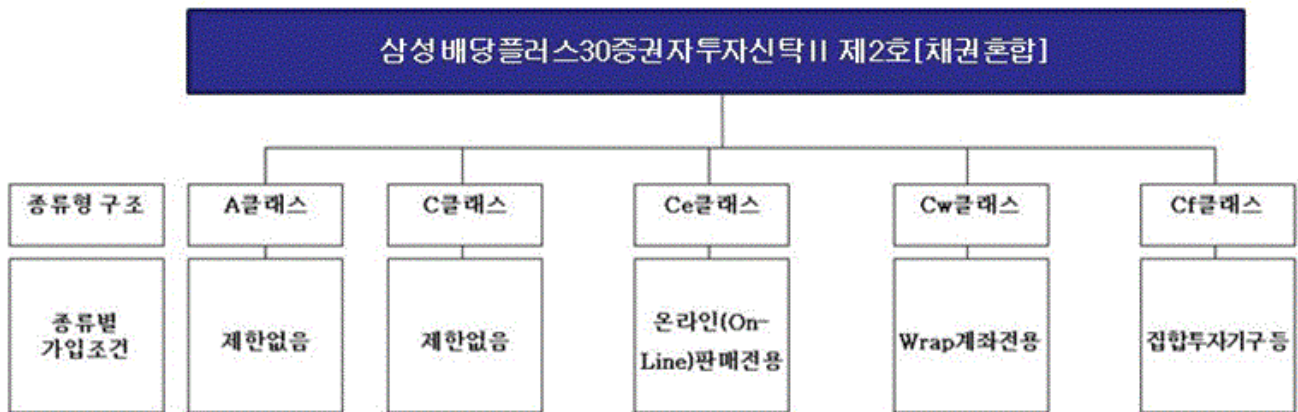 삼성배당플러스30증권자투자신탁II 제2호[채권혼합]
종류형 구조
A클래스
C클래스
Ce클래스
Cw클래스
Cf클래스
종류별
가입조건
제한없음
제한없음
온라인(On-
Line)판매전용
Wrap계좌전용
집합투자기구 등